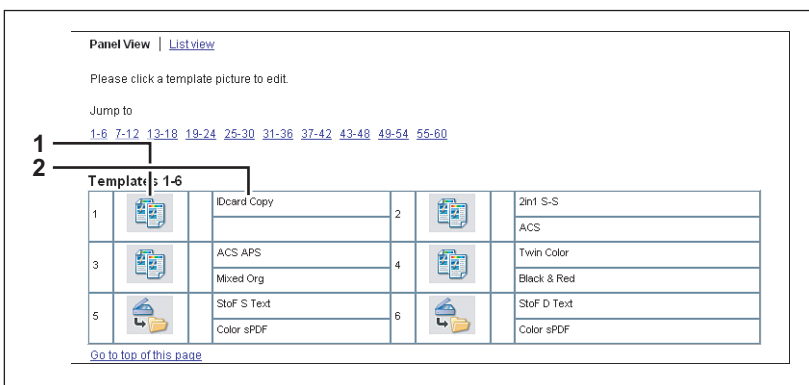 Panel View | List view
Please click a template picture to edit.
Jump to
1-6 7-12 13-18 19-24 25-30 31-36 37-42 43-48 49-54 55-60
1
2
Templates 1-6
1 IDcard Copy 2 2in1 S-S
ACS
3 ACS APS 4 Twin Color
Mixed Org Black & Red
5 StoF S Text 6 StoF D Text
Color sPDF Color sPDF
Go to top of this page